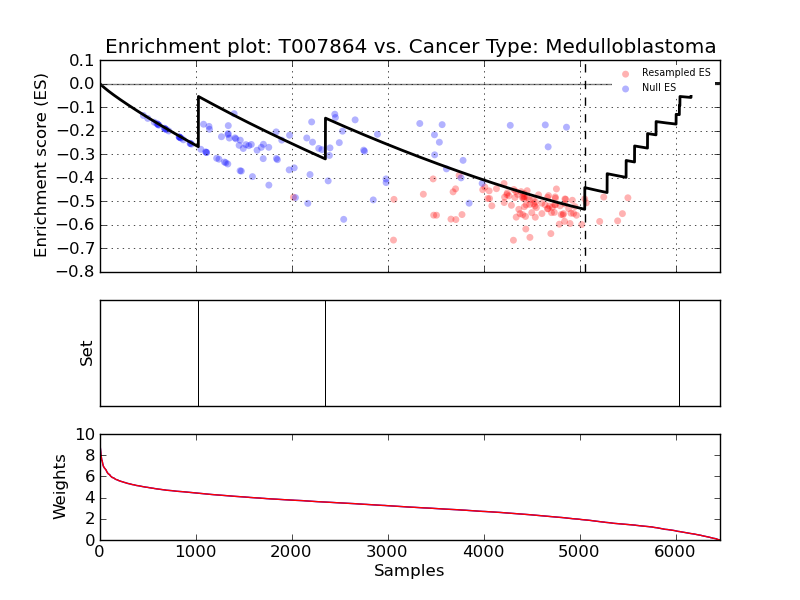 Enrichment plot: T007864 vs. Cancer Type: Medulloblastoma
Enrichment score (ES)
0.1
0.0
−0.1
−0.2
−0.3
−0.4
−0.5
−0.6
−0.7
−0.8
Resampled ES
Null ES
Set
Weights
10
8
6
4
2
0
0 1000 2000 3000 4000 5000 6000
Samples